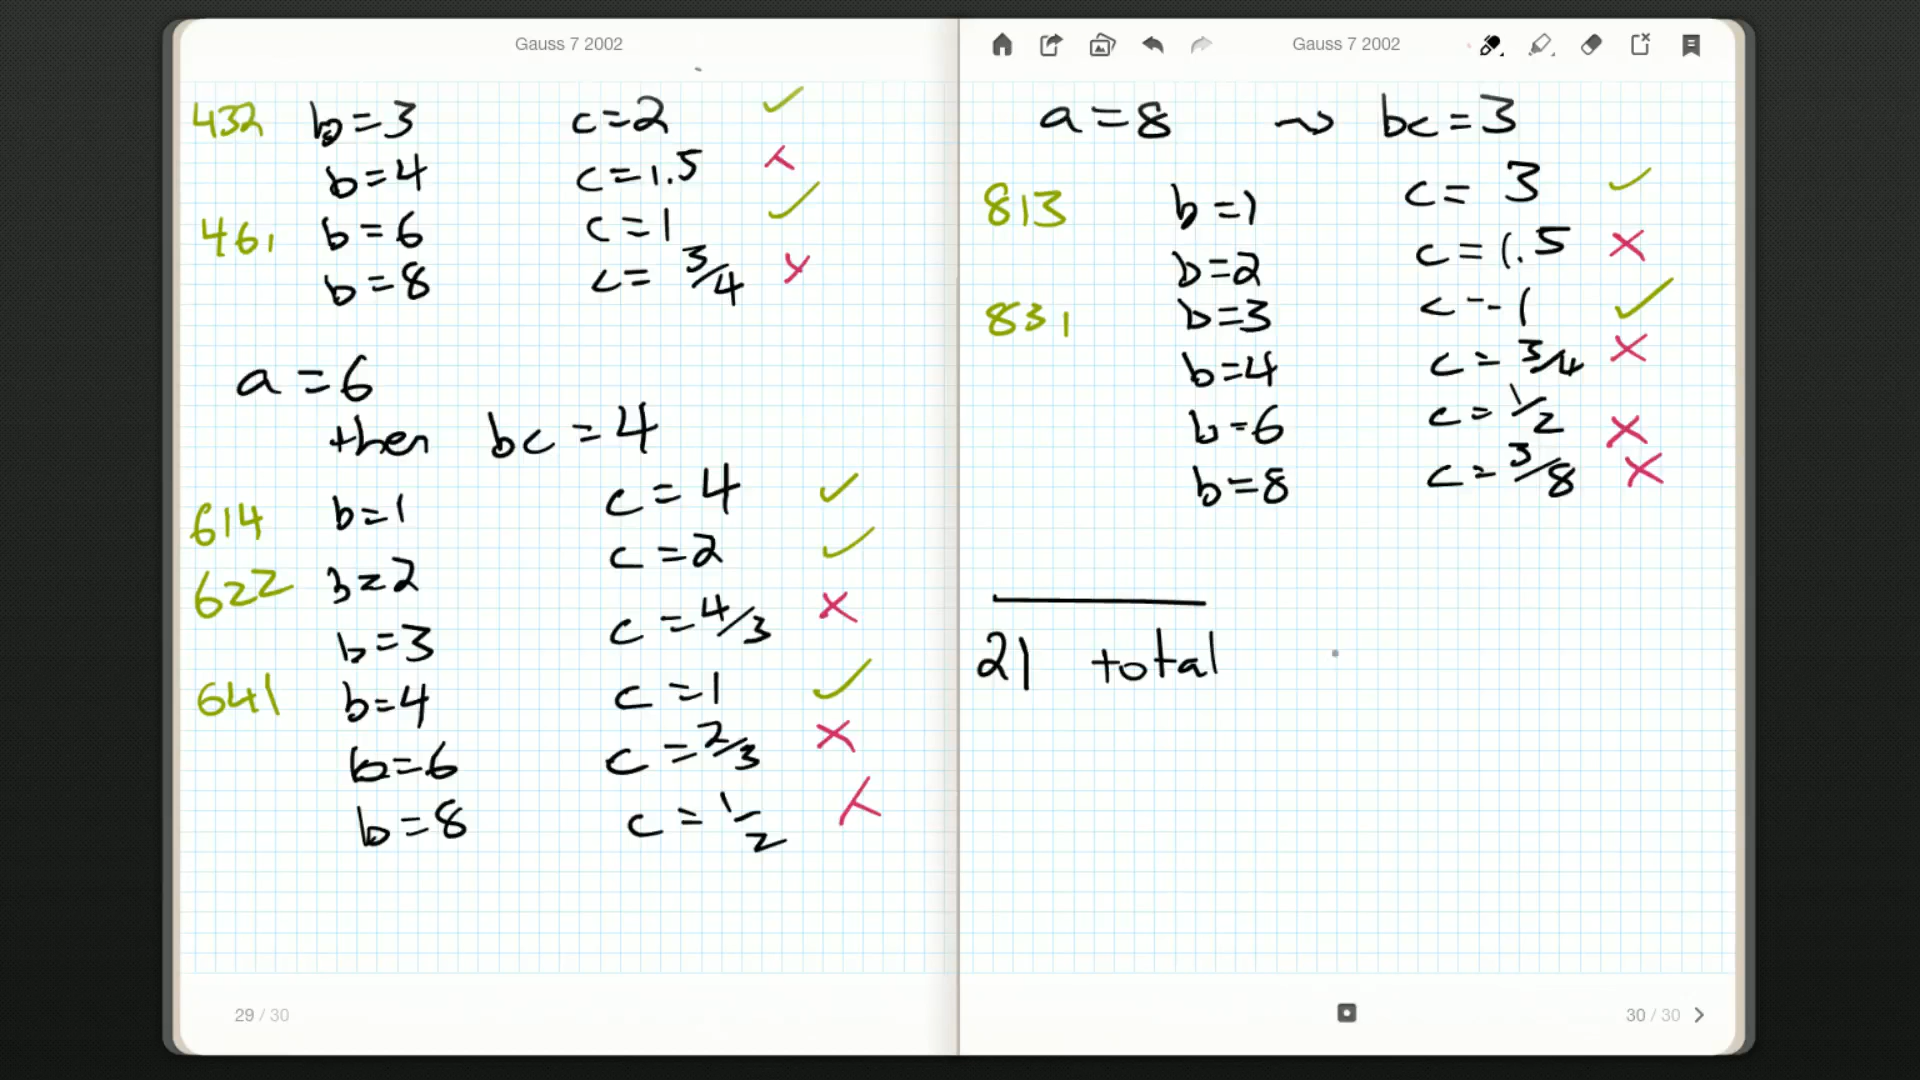 Gauss 7 2002
432 b=3 c=2 ✓
b=4 c=1.5 ✗
461 b=6 c=1 ✓
b=8 c=3/4 ✗
a=6
then bc=4
614 b=1 c=4 ✓
622 b=2 c=2 ✓
b=3 c=4/3 ✗
641 b=4 c=1 ✓
b=6 c=2/3 ✗
b=8 c=1/2 ✗
29 / 30
Gauss 7 2002
a=8 ~> bc=3
813 b=1 c=3 ✓
b=2 c=1.5 ✗
831 b=3 c=1 ✓
b=4 c=3/4 ✗
b=6 c=1/2 ✗
b=8 c=3/8 ✗
21 total
30 / 30